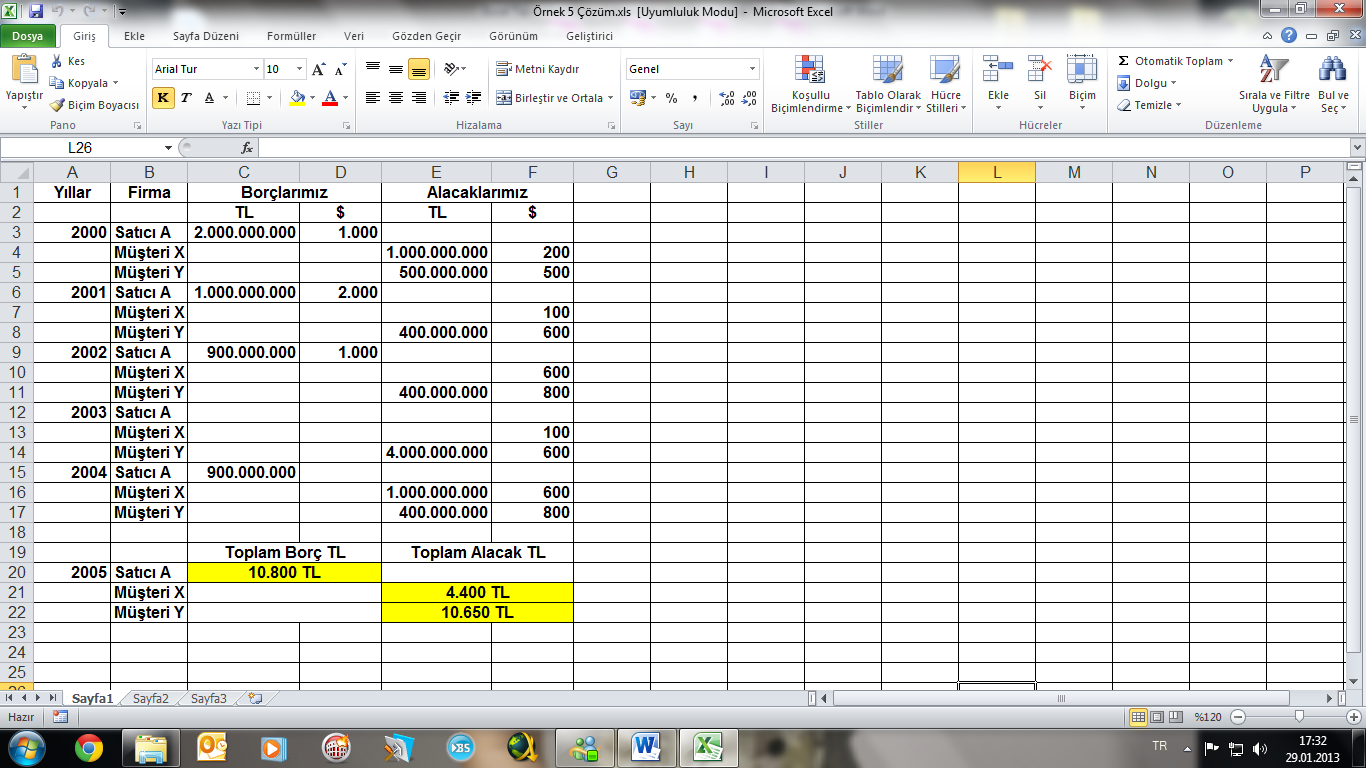 Örnek 5 Çözüm.xls [Uyumluluk Modu] - Microsoft Excel
Dosya Giriş Ekle Sayfa Düzeni Formüller Veri Gözden Geçir Görünüm Geliştirici
Yapıştır
Kes
Kopyala
Biçim Boyacısı
Pano
Arial Tur 10
K T A A A
Yazı Tipi
Metni Kaydır
Birleştir ve Ortala
Hizalama
Genel
% ,
Sayı
Koşullu Biçimlendirme
Tablo Olarak Biçimlendir
Hücre Stilleri
Stiller
Ekle Sil Biçim
Hücreler
Σ Otomatik Toplam
Dolgu
Temizle
Sırala ve Filtre Uygula
Bul ve Seç
Düzenleme
L26 fx
A B C D E F G H I J K L M N O P
1 Yıllar Firma Borçlarımız Alacaklarımız
2 TL $ TL $
3 2000 Satıcı A 2.000.000.000 1.000
4 Müşteri X 1.000.000.000 200
5 Müşteri Y 500.000.000 500
6 2001 Satıcı A 1.000.000.000 2.000
7 Müşteri X 100
8 Müşteri Y 400.000.000 600
9 2002 Satıcı A 900.000.000 1.000
10 Müşteri X 600
11 Müşteri Y 400.000.000 800
12 2003 Satıcı A
13 Müşteri X 100
14 Müşteri Y 4.000.000.000 600
15 2004 Satıcı A 900.000.000
16 Müşteri X 1.000.000.000 600
17 Müşteri Y 400.000.000 800
18
19 Toplam Borç TL Toplam Alacak TL
20 2005 Satıcı A 10.800 TL
21 Müşteri X 4.400 TL
22 Müşteri Y 10.650 TL
23
24
25
26
Sayfa1 Sayfa2 Sayfa3
Hazır %120
TR 17:32
29.01.2013